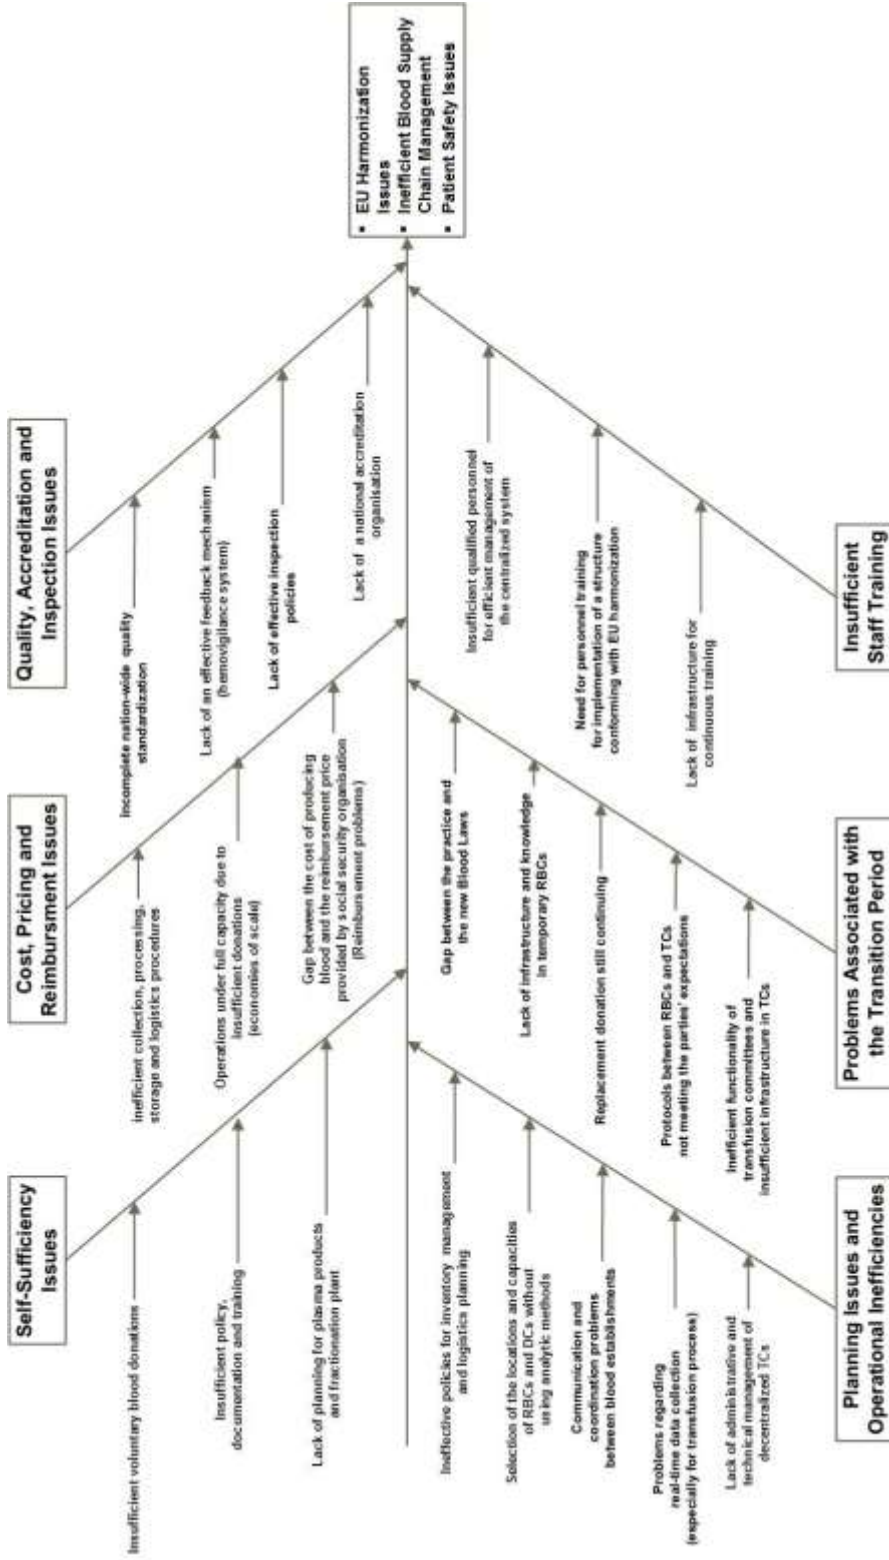 Self-Sufficiency
Issues
Insufficient voluntary blood donations
Insufficient policy,
documentation and training
Lack of planning for plasma products
and fractionation plant
Cost, Pricing and
Reimbursment Issues
inefficient collection, processing,
storage and logistics procedures
Operations under full capacity due to
insufficient donations
(economies of scale)
Gap between the cost of producing
blood and the reimbursement price
provided by social security organisation
(Reimbursement problems)
Quality, Accreditation and
Inspection Issues
incomplete nation-wide quality
standardization
Lack of an effective feedback mechanism
(hemovigilance system)
Lack of effective inspection
policies
Lack of a national accreditation
organisation
▪ EU Harmonization
Issues
▪ Inefficient Blood Supply
Chain Management
▪ Patient Safety Issues
Ineffective policies for inventory management
and logistics planning
Selection of the locations and capacities
of RBCs and DCs without
using analytic methods
Communication and
coordination problems
between blood establishments
Problems regarding
real-time data collection
(especially for transfusion process)
Lack of administrative and
technical management of
decentralized TCs
Planning Issues and
Operational Inefficiencies
Gap between the practice and
the new Blood Laws
Lack of infrastructure and knowledge
in temporary RBCs
Replacement donation still continuing
Protocols between RBCs and TCs
not meeting the parties' expectations
Inefficient functionality of
transfusion committees and
insufficient infrastructure in TCs
Problems Associated with
the Transition Period
Insufficient qualified personnel
for efficient management of
the centralized system
Need for personnel training
for implementation of a structure
conforming with EU harmonization
Lack of infrastructure for
continuous training
Insufficient
Staff Training